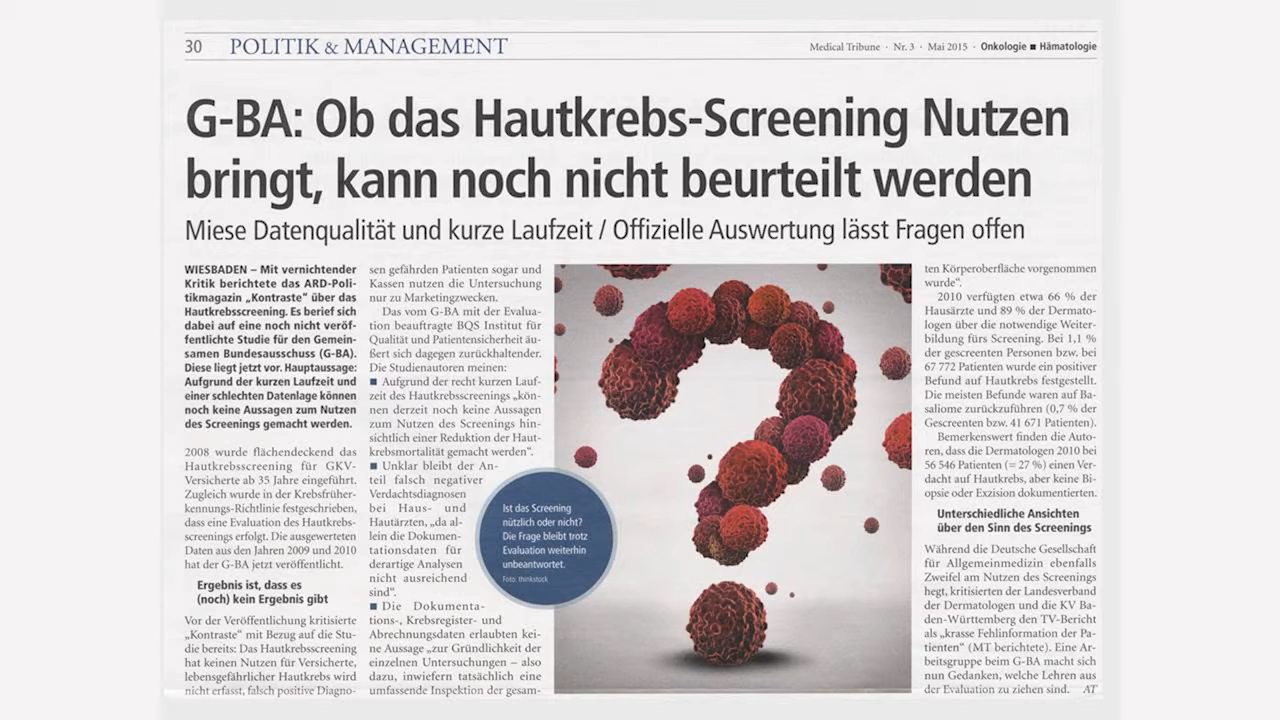 30 POLITIK & MANAGEMENT
Medical Tribune · Nr. 3 · Mai 2015 · Onkologie ■ Hämatologie
G-BA: Ob das Hautkrebs-Screening Nutzen
bringt, kann noch nicht beurteilt werden
Miese Datenqualität und kurze Laufzeit / Offizielle Auswertung lässt Fragen offen
WIESBADEN – Mit vernichtender
Kritik berichtete das ARD-Poli-
tikmagazin „Kontraste“ über das
Hautkrebsscreening. Es berief sich
dabei auf eine noch nicht veröf-
fentlichte Studie für den Gemein-
samen Bundesausschuss (G-BA).
Diese liegt jetzt vor. Hauptaussage:
Aufgrund der kurzen Laufzeit und
einer schlechten Datenlage können
noch keine Aussagen zum Nutzen
des Screenings gemacht werden.
2008 wurde flächendeckend das
Hautkrebsscreening für GKV-
Versicherte ab 35 Jahre eingeführt.
Zugleich wurde in der Krebsfrüher-
kennungs-Richtlinie festgeschrieben,
dass eine Evaluation des Hautkrebs-
screenings erfolgt. Die ausgewerteten
Daten aus den Jahren 2009 und 2010
hat der G-BA jetzt veröffentlicht.
Ergebnis ist, dass es
(noch) kein Ergebnis gibt
Vor der Veröffentlichung kritisierte
„Kontraste“ mit Bezug auf die Stu-
die bereits: Das Hautkrebsscreening
hat keinen Nutzen für Versicherte,
lebensgefährlicher Hautkrebs wird
nicht erfasst, falsch positive Diagno-
sen gefährden Patienten sogar und
Kassen nutzen die Untersuchung
nur zu Marketingzwecken.
Das vom G-BA mit der Evalua-
tion beauftragte BQS Institut für
Qualität und Patientensicherheit äu-
ßert sich dagegen zurückhaltender.
Die Studienautoren meinen:
■ Aufgrund der recht kurzen Lauf-
zeit des Hautkrebsscreenings „kön-
nen derzeit noch keine Aussagen
zum Nutzen des Screenings hin-
sichtlich einer Reduktion der Haut-
krebsmortalität gemacht werden“.
■ Unklar bleibt der An-
teil falsch negativer
Verdachtsdiagnosen
bei Haus- und
Hautärzten, „da al-
lein die Dokumen-
tationsdaten für
derartige Analysen
nicht ausreichend
sind“.
■ Die Dokumenta-
tions-, Krebsregister- und
Abrechnungsdaten erlaubten kei-
ne Aussage „zur Gründlichkeit der
einzelnen Untersuchungen – also
dazu, inwiefern tatsächlich eine
umfassende Inspektion der gesam-
Ist das Screening
nützlich oder nicht?
Die Frage bleibt trotz
Evaluation weiterhin
unbeantwortet.
Foto: thinkstock
ten Körperoberfläche vorgenommen
wurde“.
2010 verfügten etwa 66 % der
Hausärzte und 89 % der Dermato-
logen über die notwendige Weiter-
bildung fürs Screening. Bei 1,1 %
der gescreenten Personen bzw. bei
67 772 Patienten wurde ein positiver
Befund auf Hautkrebs festgestellt.
Die meisten Befunde waren auf Ba-
saliome zurückzuführen (0,7 % der
Gescreenten bzw. 41 671 Patienten).
Bemerkenswert finden die Auto-
ren, dass die Dermatologen 2010 bei
56 546 Patienten (= 27 %) einen Ver-
dacht auf Hautkrebs, aber keine Bi-
opsie oder Exzision dokumentierten.
Unterschiedliche Ansichten
über den Sinn des Screenings
Während die Deutsche Gesellschaft
für Allgemeinmedizin ebenfalls
Zweifel am Nutzen des Screenings
hegt, kritisierten der Landesverband
der Dermatologen und die KV Ba-
den-Württemberg den TV-Bericht
als „krasse Fehlinformation der Pa-
tienten“ (MT berichtete). Eine Ar-
beitsgruppe beim G-BA macht sich
nun Gedanken, welche Lehren aus
der Evaluation zu ziehen sind. AT